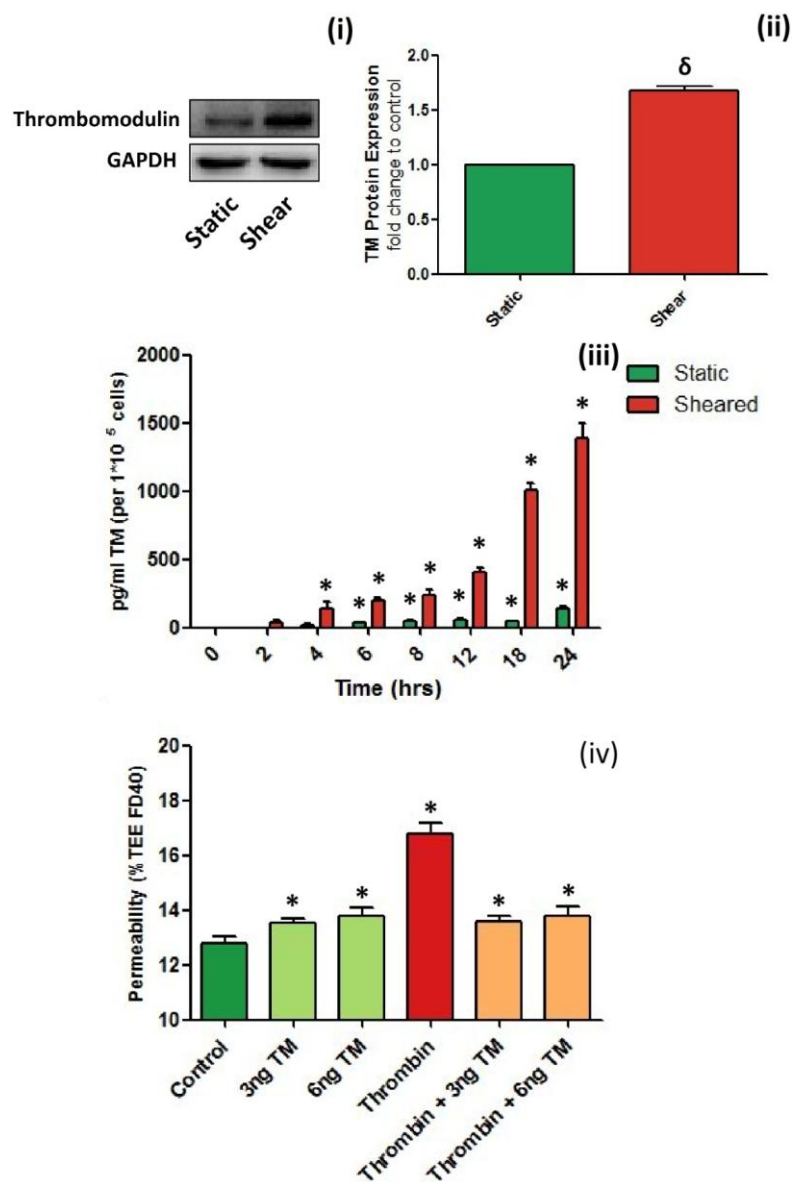 (i)
Thrombomodulin
GAPDH
Static
Shear
(ii)
TM Protein Expression
fold change to control
2.0
1.5
1.0
0.5
0.0
δ
Static
Shear
(iii)
Static
Sheared
pg/ml TM (per 1*10 5 cells)
2000
1500
1000
500
0
* * * * * * * * * * *
0 2 4 6 8 12 18 24
Time (hrs)
(iv)
Permeability (% TEE FD40)
20
18
16
14
12
10
* * * * *
Control
3ng TM
6ng TM
Thrombin
Thrombin + 3ng TM
Thrombin + 6ng TM